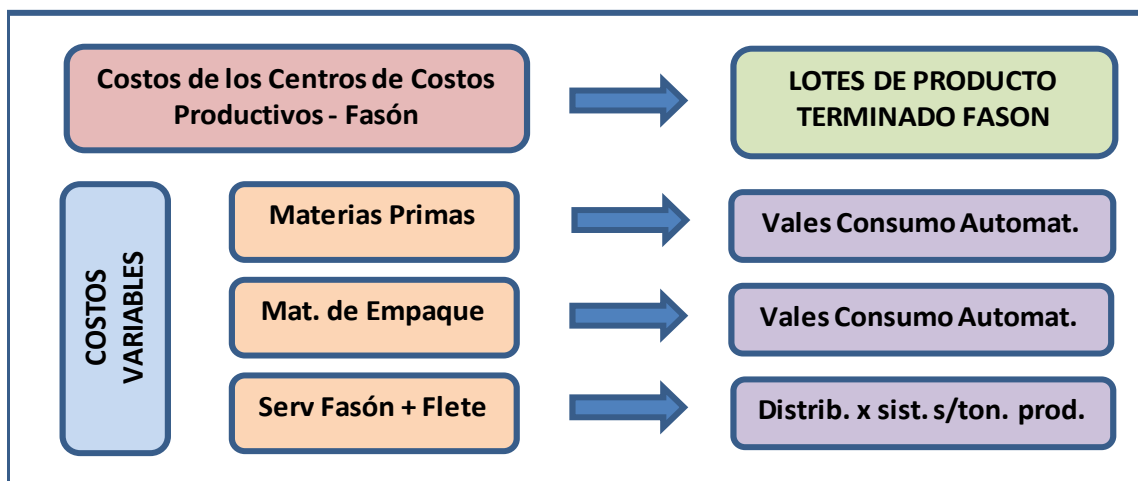 Costos de los Centros de Costos
Productivos - Fasón
LOTES DE PRODUCTO
TERMINADO FASON
COSTOS
VARIABLES
Materias Primas
Vales Consumo Automat.
Mat. de Empaque
Vales Consumo Automat.
Serv Fasón + Flete
Distrib. x sist. s/ton. prod.